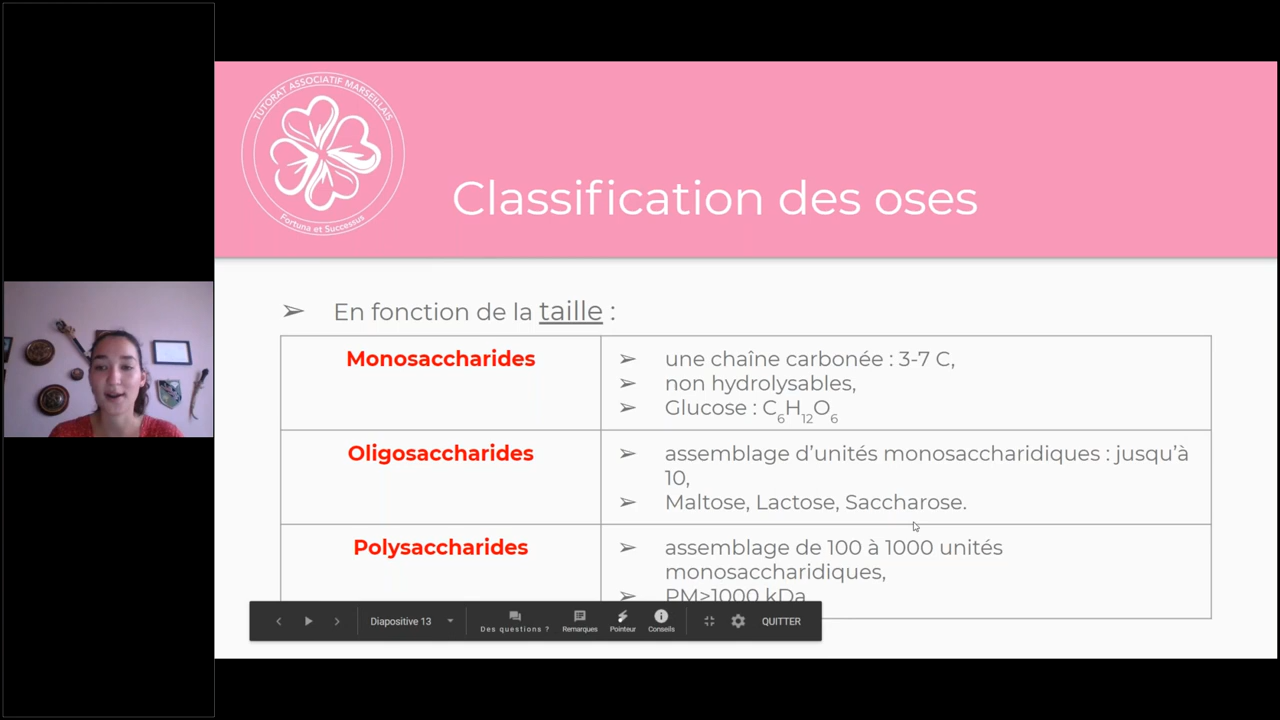 TUTORAT ASSOCIATIF MARSEILLAIS
Fortuna et Successus
Classification des oses
➢ En fonction de la taille :
Monosaccharides
➢ une chaîne carbonée : 3-7 C,
➢ non hydrolysables,
➢ Glucose : C6H12O6
Oligosaccharides
➢ assemblage d’unités monosaccharidiques : jusqu’à
10,
➢ Maltose, Lactose, Saccharose.
Polysaccharides
➢ assemblage de 100 à 1000 unités
monosaccharidiques,
➢ PM>1000 kDa
Diapositive 13
Des questions ?
Remarques
Pointeur
Conseils
QUITTER